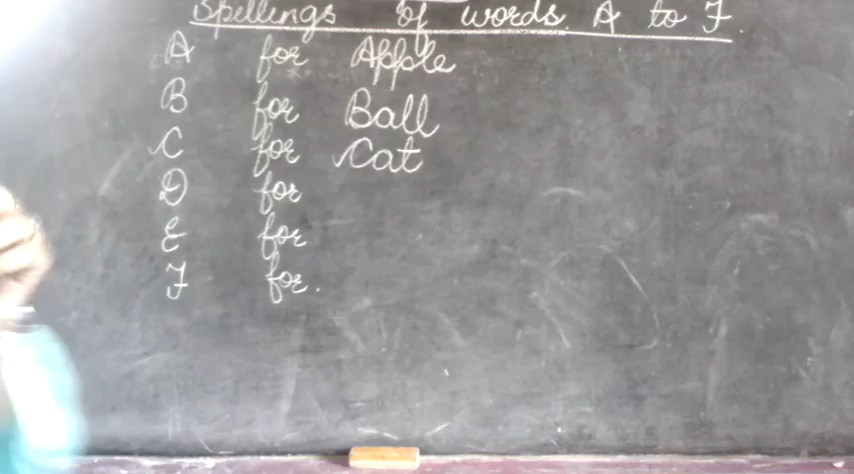 Spellings of words A to F.
A for Apple
B for Ball
C for Cat
D for
E for
F for.